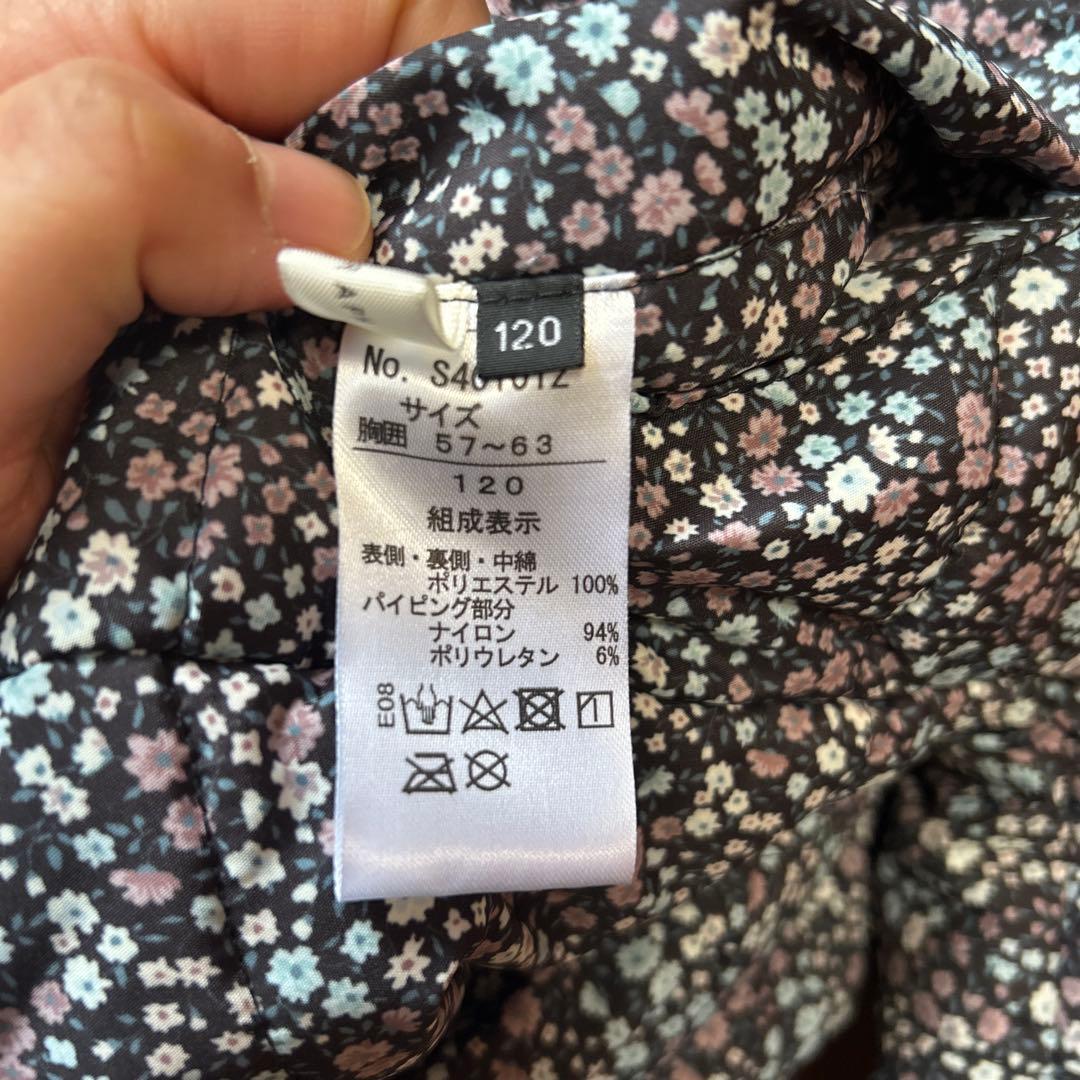 120
No.
サイズ
胸囲 57～63
120
組成表示
表側・裏側・中綿
ポリエステル 100%
パイピング部分
ナイロン 94%
ポリウレタン 6%
E08